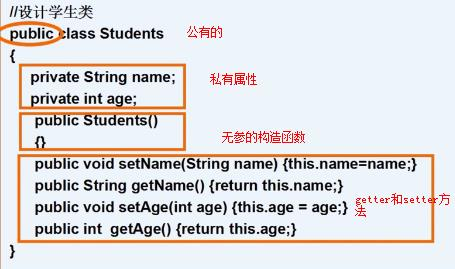 //设计学生类
public class Students 公有的
{
private String name; 私有属性
private int age;
public Students()
{} 无参的构造函数
public void setName(String name) {this.name=name;}
public String getName() {return this.name;}
public void setAge(int age) {this.age = age;} getter和setter方法
public int getAge() {return this.age;}
}